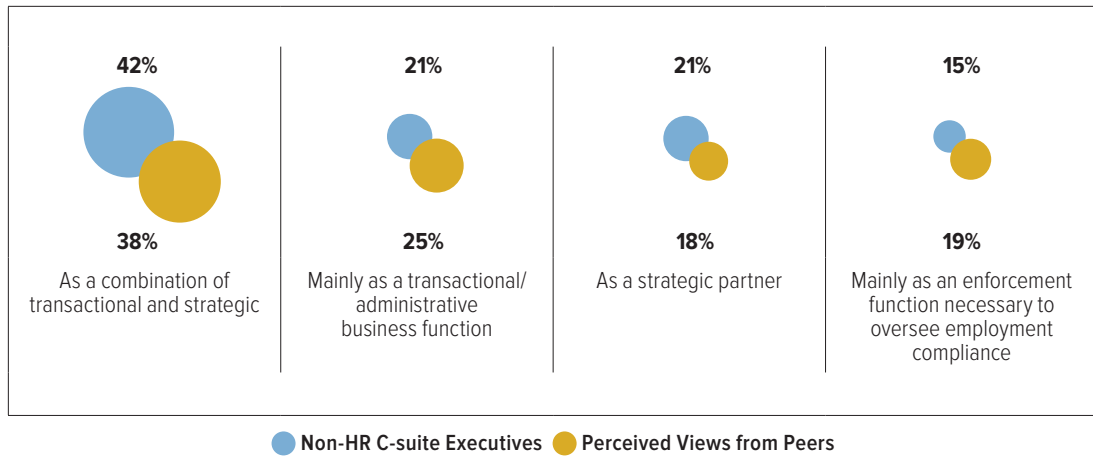 42%
38%
As a combination of
transactional and strategic
21%
25%
Mainly as a transactional/
administrative
business function
21%
18%
As a strategic partner
15%
19%
Mainly as an enforcement
function necessary to
oversee employment
compliance
Non-HR C-suite Executives Perceived Views from Peers